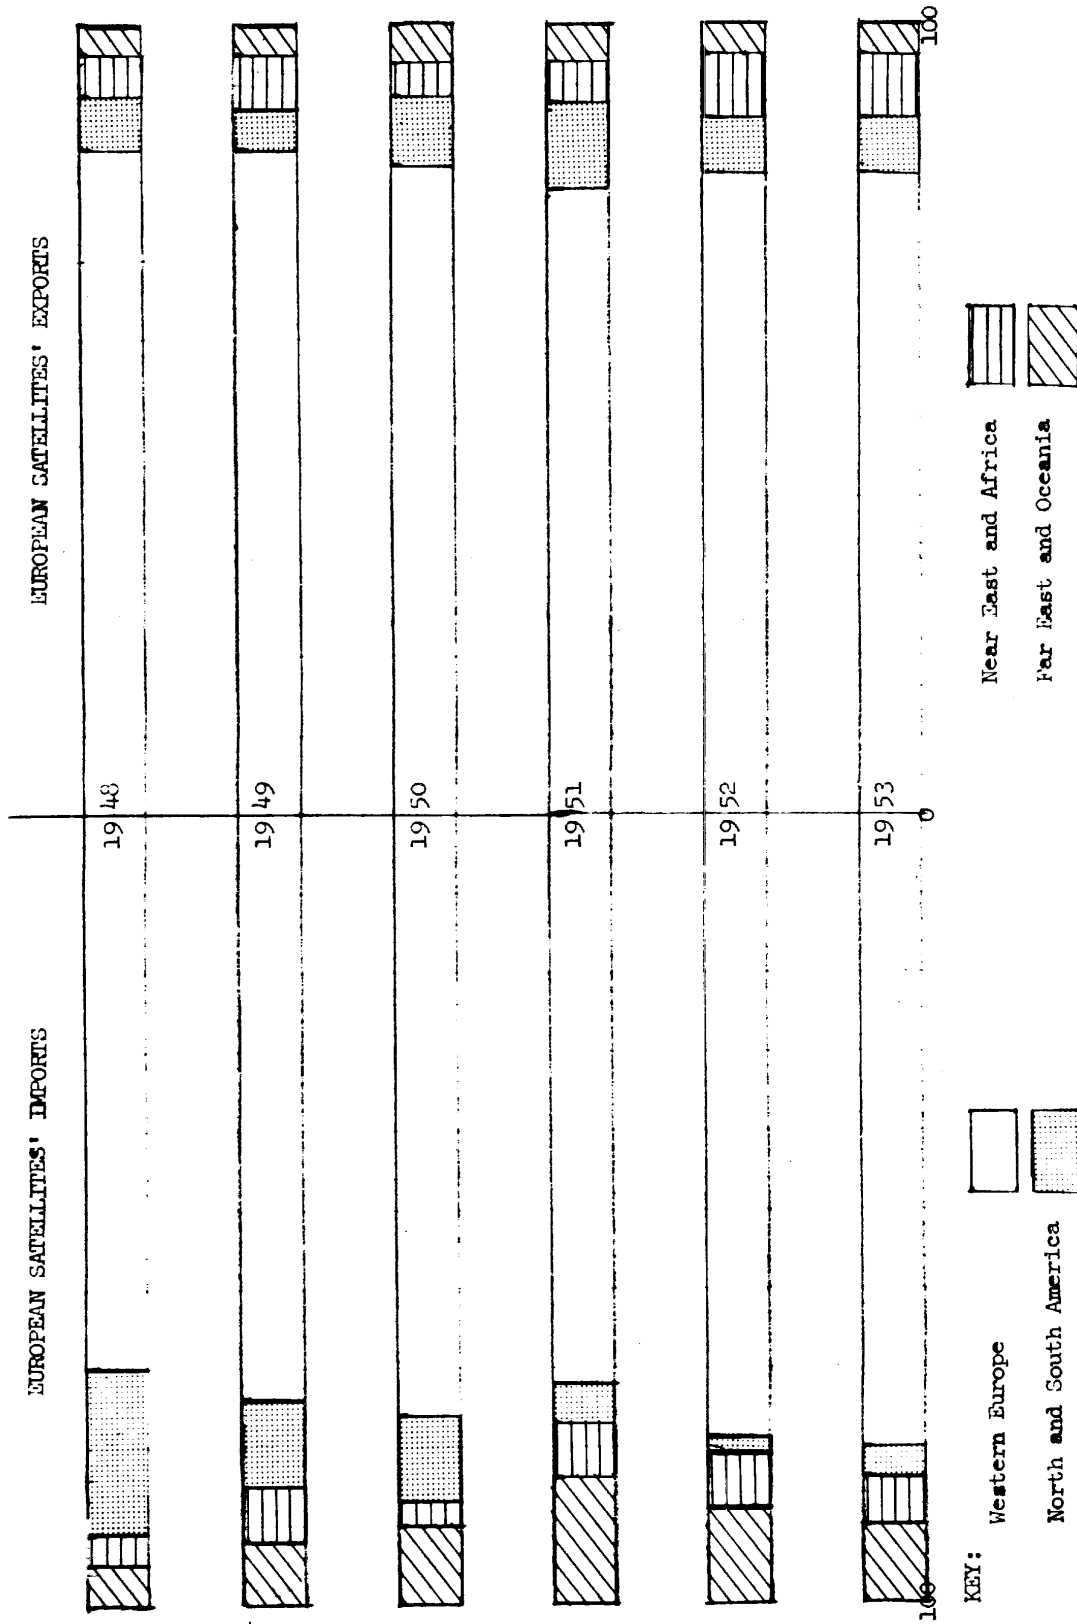 EUROPEAN SATELLITES' IMPORTS
EUROPEAN SATELLITES' EXPORTS
1948
1949
1950
1951
1952
1953
100
0
100
KEY:
Western Europe
North and South America
Near East and Africa
Far East and Oceania